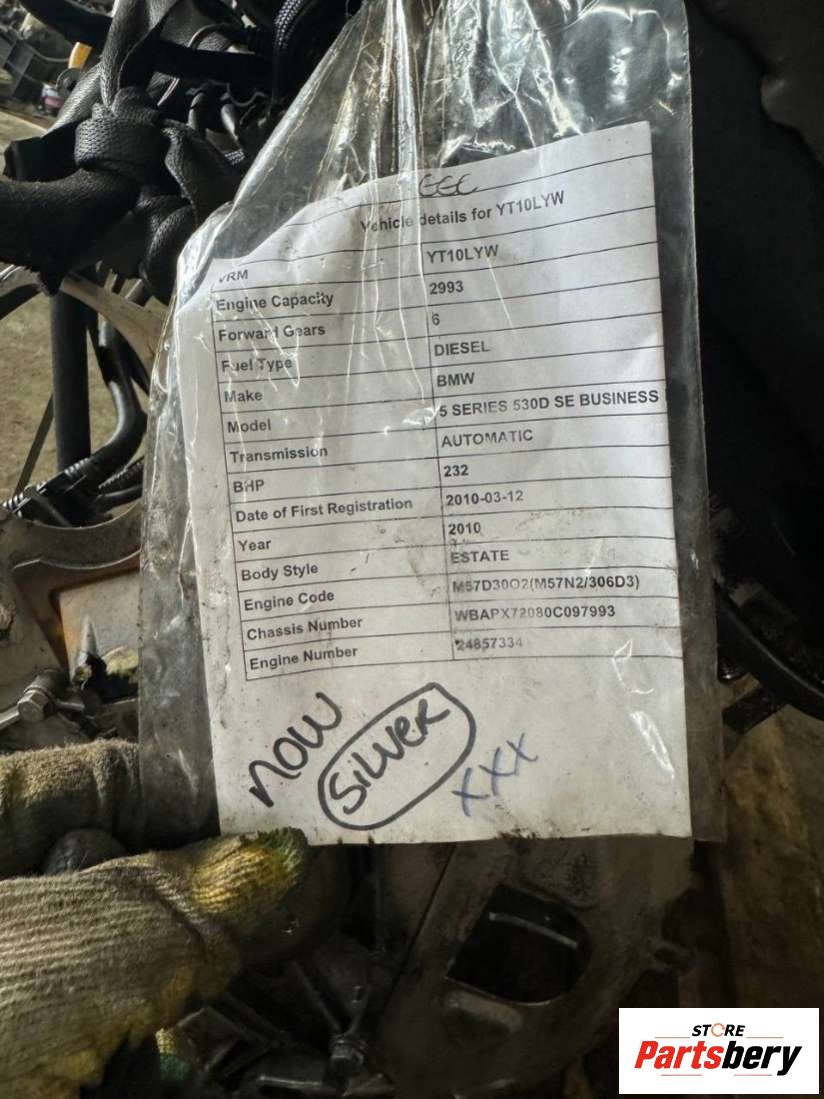 EEE
Vehicle details for YT10LYW
VRM YT10LYW
Engine Capacity 2993
Forward Gears 6
Fuel Type DIESEL
Make BMW
Model 5 SERIES 530D SE BUSINESS
Transmission AUTOMATIC
BHP 232
Date of First Registration 2010-03-12
Year 2010
Body Style ESTATE
Engine Code M57D30O2(M57N2/306D3)
Chassis Number WBAPX72080C097993
Engine Number 24857334
now
SilveR
xxx
STORE
Partsbery